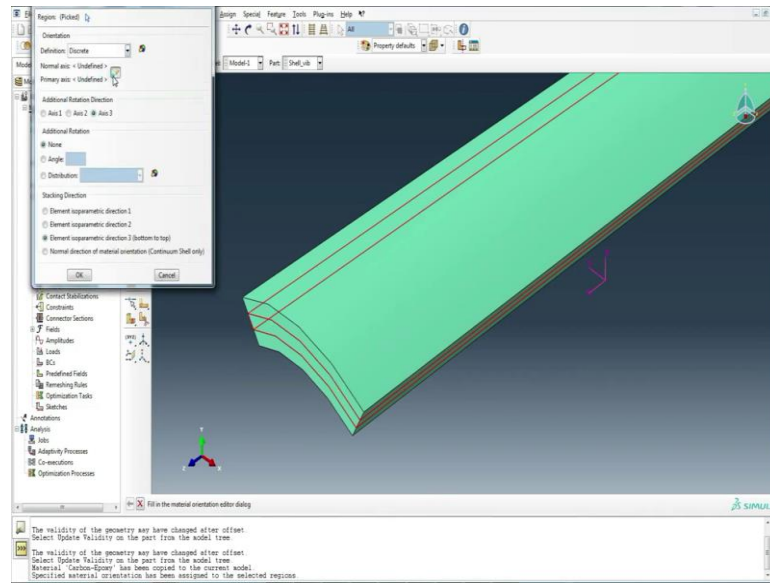 Assign Special Feature Tools Plug-ins Help
Region: (Picked)
All
Orientation
Definition: Discrete
Property defaults
Normal axis: < Undefined >
Model-1 Part: Shell_vib
Primary axis: < Undefined >
Additional Rotation Direction
Axis 1 Axis 2 Axis 3
Additional Rotation
None
Angle:
Distribution:
Stacking Direction
Element isoparametric direction 1
Element isoparametric direction 2
Element isoparametric direction 3 (bottom to top)
Normal direction of material orientation (Continuum Shell only)
OK Cancel
Contact Stabilizations
Constraints
Connector Sections
Fields
Amplitudes
Loads
BCs
Predefined Fields
Remeshing Rules
Optimization Tasks
Sketches
Annotations
Analysis
Jobs
Adaptivity Processes
Co-executions
Optimization Processes
Y
Z X
Fill in the material orientation editor dialog
SIMUL
The validity of the geometry may have changed after offset.
Select Update Validity on the part from the model tree.
The validity of the geometry may have changed after offset.
Select Update Validity on the part from the model tree.
Material 'Carbon-Epoxy' has been copied to the current model
Specified material orientation has been assigned to the selected regions.